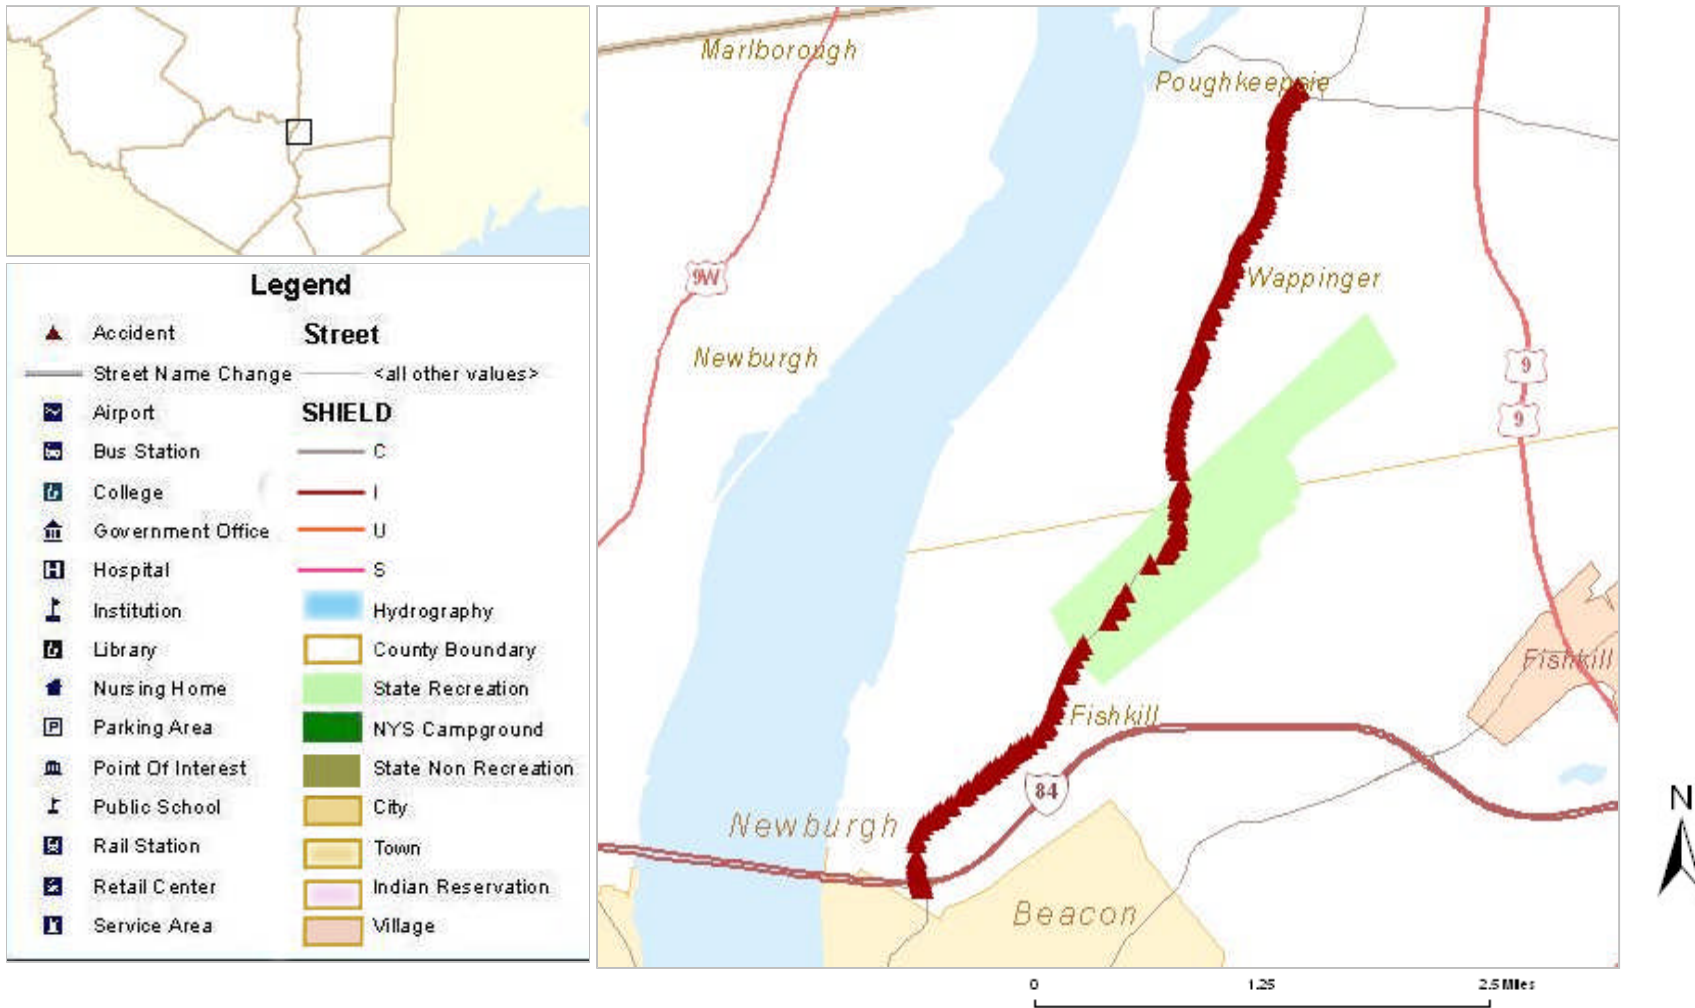 Legend
Accident
Street
Street Name Change
<all other values>
Airport
SHIELD
Bus Station
C
College
I
Government Office
U
Hospital
S
Institution
Hydrography
Library
County Boundary
Nursing Home
State Recreation
Parking Area
NYS Campground
Point Of Interest
State Non Recreation
Public School
City
Rail Station
Town
Retail Center
Indian Reservation
Service Area
Village
Marlborough
Poughkeepsie
9W
Wappinger
Newburgh
9
9
Fishkill
Fishkill
84
Newburgh
Beacon
N
0 1.25 2.5 Miles